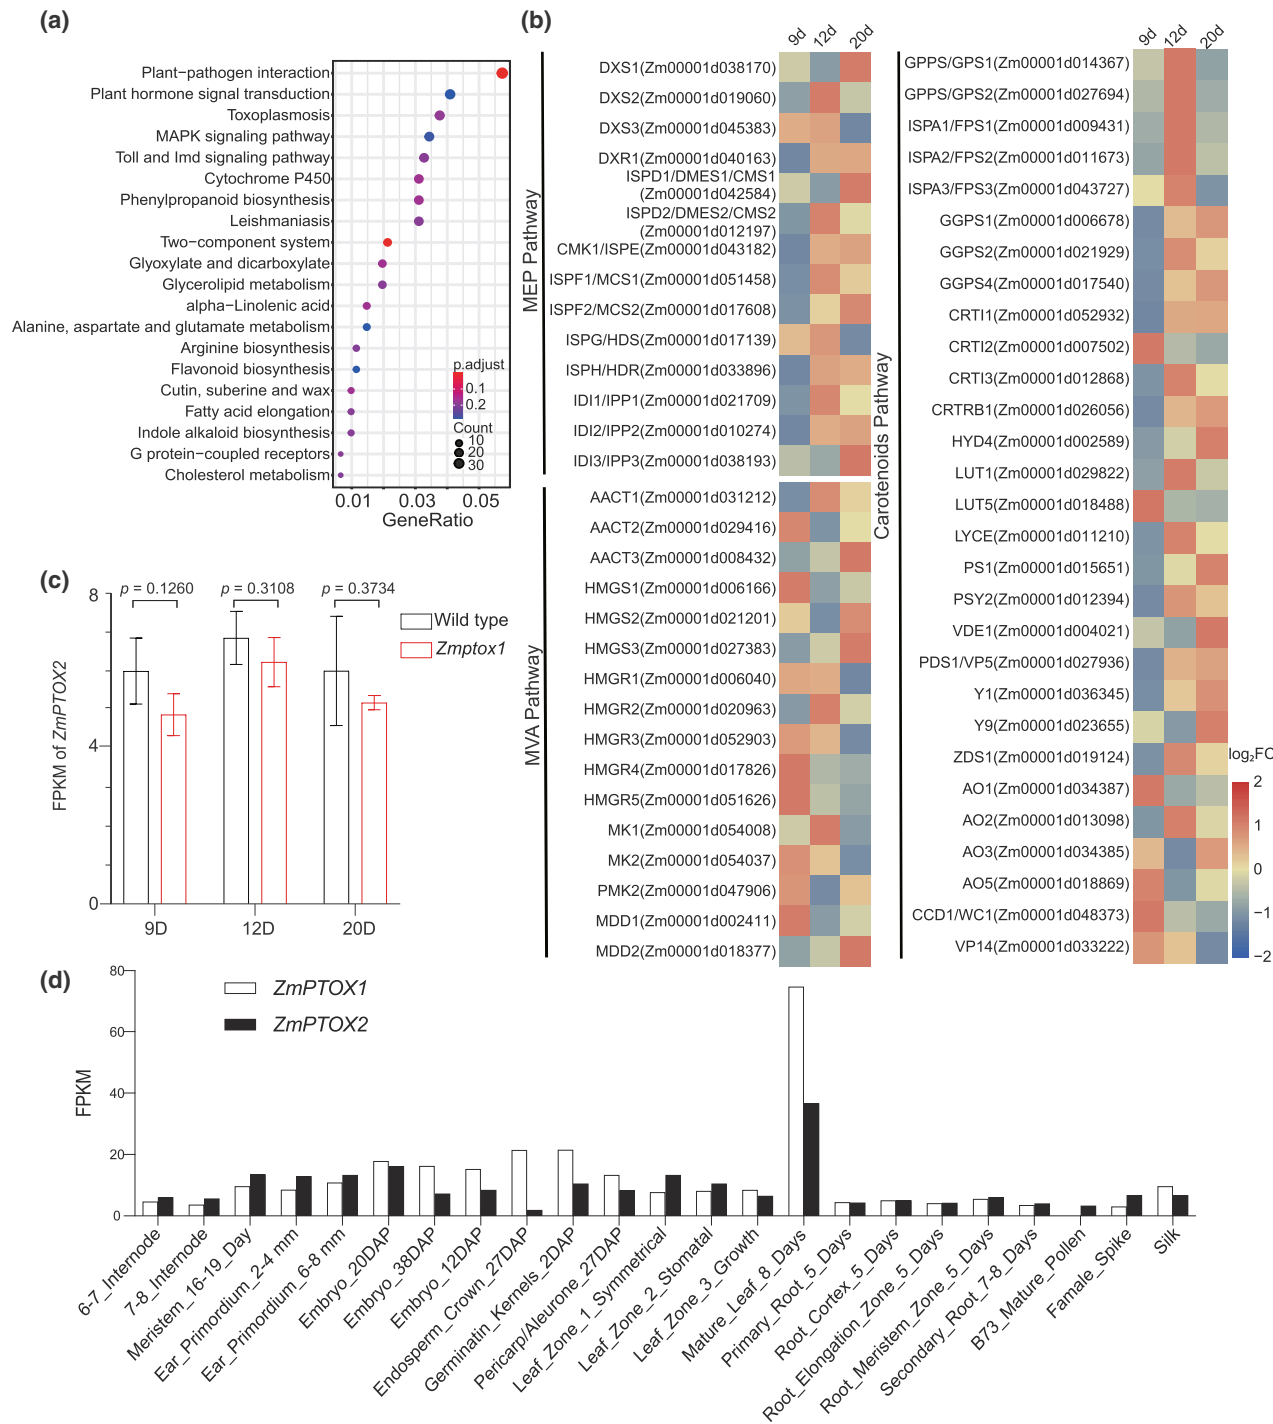 (a)
Plant−pathogen interaction
Plant hormone signal transduction
Toxoplasmosis
MAPK signaling pathway
Toll and Imd signaling pathway
Cytochrome P450
Phenylpropanoid biosynthesis
Leishmaniasis
Two−component system
Glyoxylate and dicarboxylate
Glycerolipid metabolism
alpha−Linolenic acid
Alanine, aspartate and glutamate metabolism
Arginine biosynthesis
Flavonoid biosynthesis
Cutin, suberine and wax
Fatty acid elongation
Indole alkaloid biosynthesis
G protein−coupled receptors
Cholesterol metabolism
p.adjust
0.1
0.2
Count
10
20
30
0.01 0.03 0.05
GeneRatio
(b)
9d 12d 20d
MEP Pathway
DXS1(Zm00001d038170)
DXS2(Zm00001d019060)
DXS3(Zm00001d045383)
DXR1(Zm00001d040163)
ISPD1/DMES1/CMS1
(Zm00001d042584)
ISPD2/DMES2/CMS2
(Zm00001d012197)
CMK1/ISPE(Zm00001d043182)
ISPF1/MCS1(Zm00001d051458)
ISPF2/MCS2(Zm00001d017608)
ISPG/HDS(Zm00001d017139)
ISPH/HDR(Zm00001d033896)
IDI1/IPP1(Zm00001d021709)
IDI2/IPP2(Zm00001d010274)
IDI3/IPP3(Zm00001d038193)
MVA Pathway
AACT1(Zm00001d031212)
AACT2(Zm00001d029416)
AACT3(Zm00001d008432)
HMGS1(Zm00001d006166)
HMGS2(Zm00001d021201)
HMGS3(Zm00001d027383)
HMGR1(Zm00001d006040)
HMGR2(Zm00001d020963)
HMGR3(Zm00001d052903)
HMGR4(Zm00001d017826)
HMGR5(Zm00001d051626)
MK1(Zm00001d054008)
MK2(Zm00001d054037)
PMK2(Zm00001d047906)
MDD1(Zm00001d002411)
MDD2(Zm00001d018377)
9d 12d 20d
Carotenoids Pathway
GPPS/GPS1(Zm00001d014367)
GPPS/GPS2(Zm00001d027694)
ISPA1/FPS1(Zm00001d009431)
ISPA2/FPS2(Zm00001d011673)
ISPA3/FPS3(Zm00001d043727)
GGPS1(Zm00001d006678)
GGPS2(Zm00001d021929)
GGPS4(Zm00001d017540)
CRTI1(Zm00001d052932)
CRTI2(Zm00001d007502)
CRTI3(Zm00001d012868)
CRTRB1(Zm00001d026056)
HYD4(Zm00001d002589)
LUT1(Zm00001d029822)
LUT5(Zm00001d018488)
LYCE(Zm00001d011210)
PS1(Zm00001d015651)
PSY2(Zm00001d012394)
VDE1(Zm00001d004021)
PDS1/VP5(Zm00001d027936)
Y1(Zm00001d036345)
Y9(Zm00001d023655)
ZDS1(Zm00001d019124)
AO1(Zm00001d034387)
AO2(Zm00001d013098)
AO3(Zm00001d034385)
AO5(Zm00001d018869)
CCD1/WC1(Zm00001d048373)
VP14(Zm00001d033222)
log₂FC
2
1
0
−1
−2
(c)
p = 0.1260 p = 0.3108 p = 0.3734
Wild type
Zmptox1
FPKM of ZmPTOX2
8
4
0
9D 12D 20D
(d)
ZmPTOX1
ZmPTOX2
FPKM
80
60
40
20
0
6-7_Internode
7-8_Internode
Meristem_16-19_Day
Ear_Primordium_2-4 mm
Ear_Primordium_6-8 mm
Embryo_20DAP
Embryo_38DAP
Embryo_12DAP
Endosperm_Crown_27DAP
Germinatin_Kernels_2DAP
Pericarp/Aleurone_27DAP
Leaf_Zone_1_Symmetrical
Leaf_Zone_2_Stomatal
Leaf_Zone_3_Growth
Mature_Leaf_8_Days
Primary_Root_5_Days
Root_Cortex_5_Days
Root_Elongation_Zone_5_Days
Root_Meristem_Zone_5_Days
Secondary_Root_7-8_Days
B73_Mature_Pollen
Famale_Spike
Silk